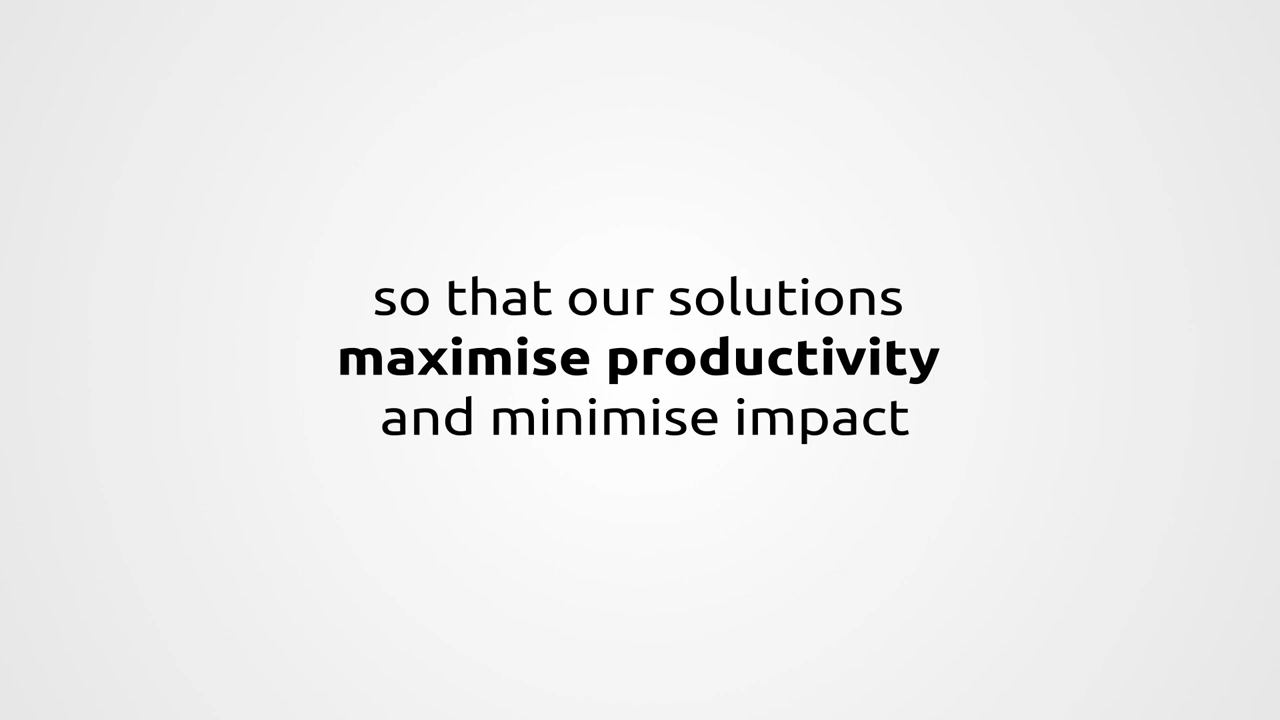 so that our solutions
maximise productivity
and minimise impact